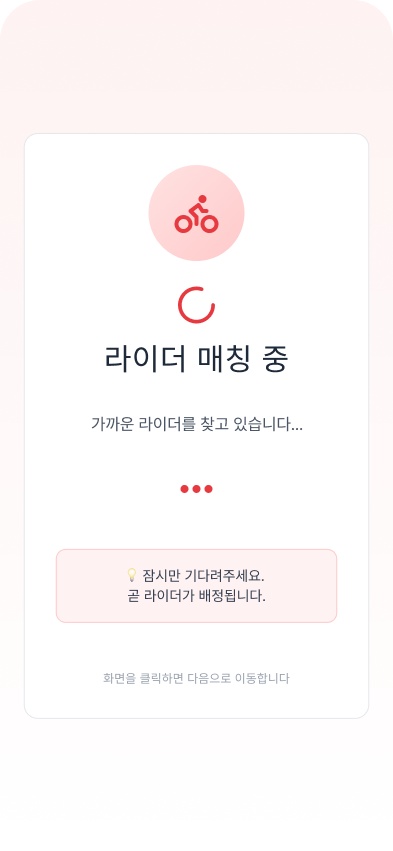 라이더 매칭 중
가까운 라이더를 찾고 있습니다...
💡 잠시만 기다려주세요.
곧 라이더가 배정됩니다.
화면을 클릭하면 다음으로 이동합니다